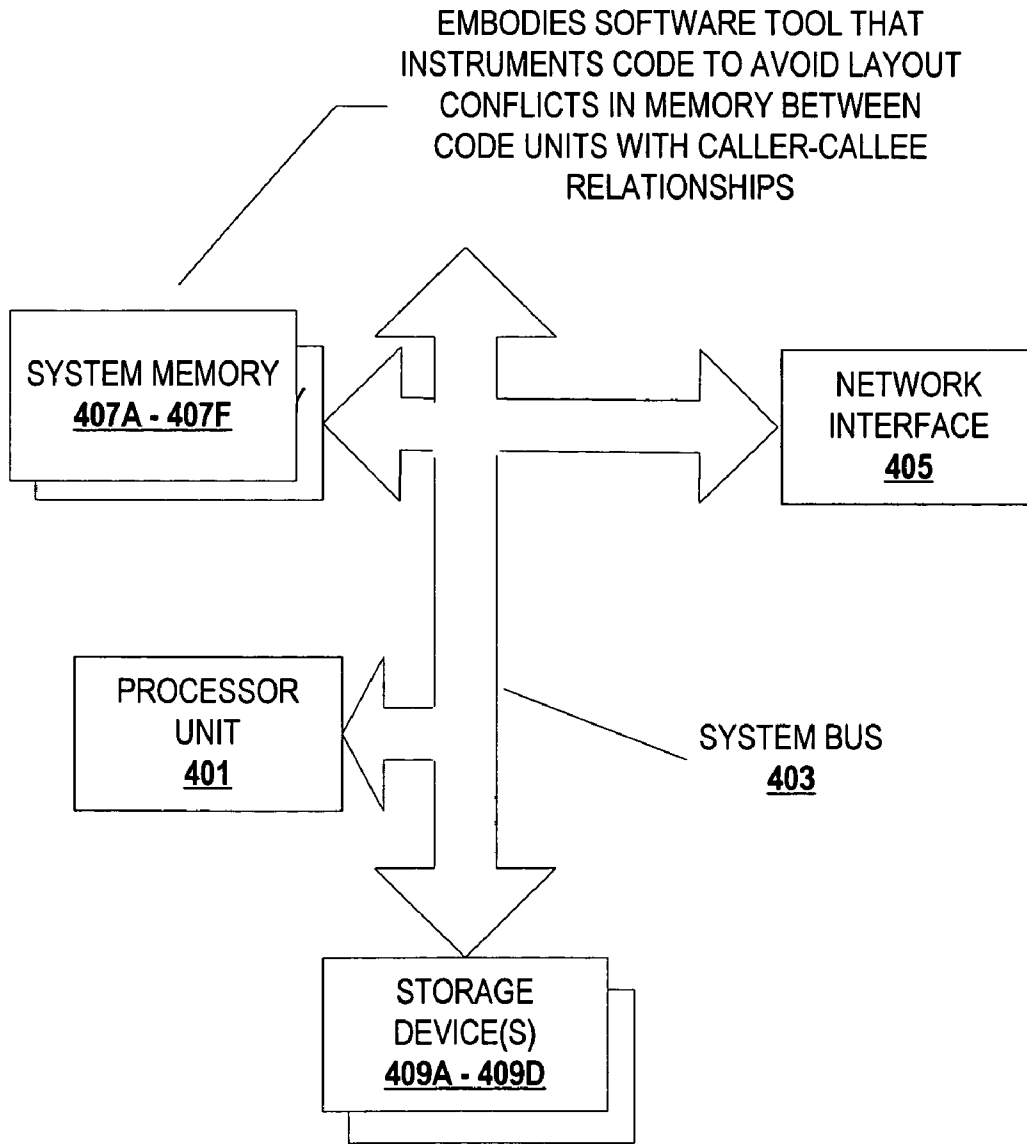 EMBODIES SOFTWARE TOOL THAT
INSTRUMENTS CODE TO AVOID LAYOUT
CONFLICTS IN MEMORY BETWEEN
CODE UNITS WITH CALLER-CALLEE
RELATIONSHIPS
SYSTEM MEMORY
407A - 407F
NETWORK
INTERFACE
405
PROCESSOR
UNIT
401
SYSTEM BUS
403
STORAGE
DEVICE(S)
409A - 409D